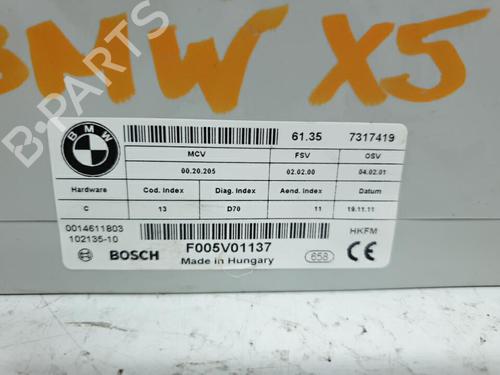 BMW X5
B-PARTS
BMW
61.35 7317419
MCV FSV OSV
00.20.205 02.02.00 04.02.01
Hardware Cod. Index Diag. Index Aend. Index Datum
C 13 D70 11 19.11.11
0014611803
102135-10
HKFM
BOSCH F005V01137 658 CE
Made in Hungary